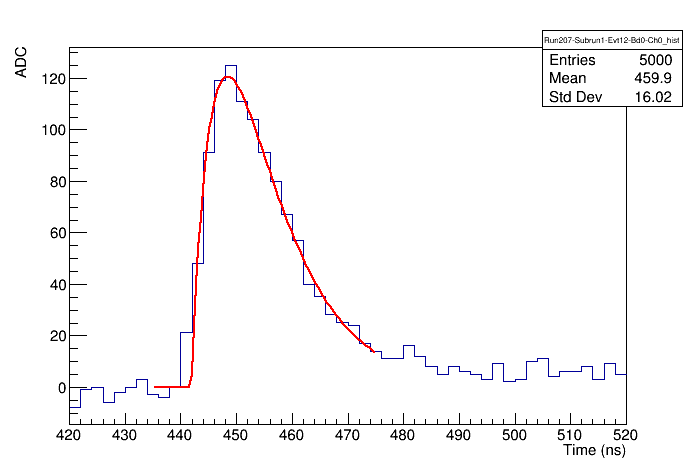 Run207-Subrun1-Evt12-Bd0-Ch0_hist
Entries 5000
Mean 459.9
Std Dev 16.02
ADC
120
100
80
60
40
20
0
420 430 440 450 460 470 480 490 500 510 520
Time (ns)